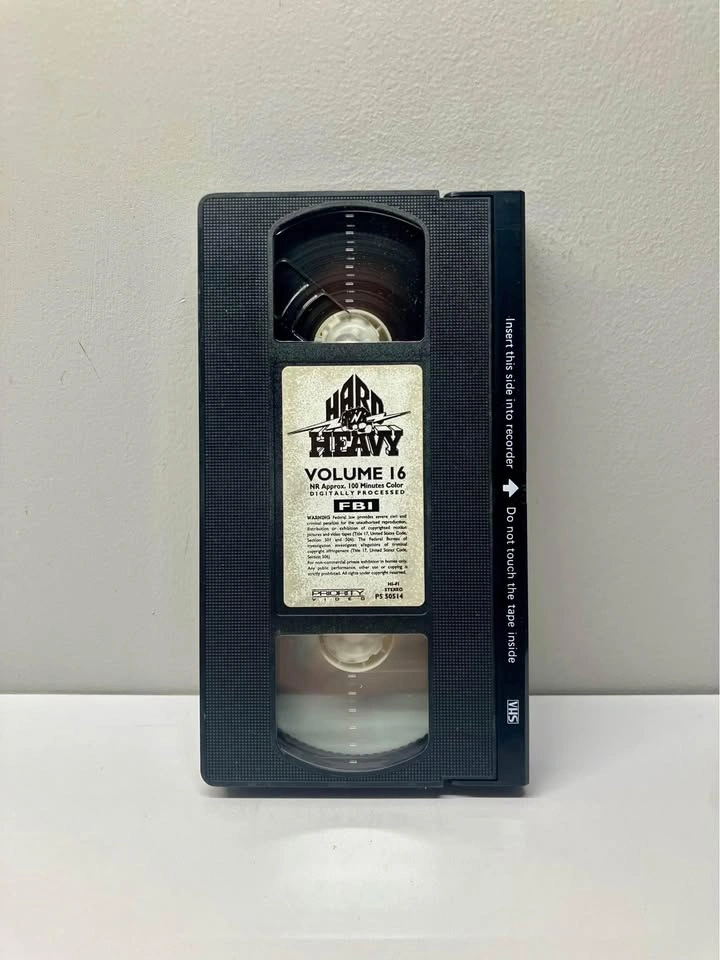 HARD
N'
HEAVY
VOLUME 16
NR Approx. 100 Minutes Color
DIGITALLY PROCESSED
FBI
WARNING Federal law provides severe civil and
criminal penalties for the unauthorised reproduction,
distribution or exhibition of copyrighted motion
pictures and video tapes (Title 17, United States Code,
Section 501 and 506). The Federal Bureau of
Investigation investigates allegations of criminal
copyright infringement (Title 17, United States Code,
Section 506).
For non-commercial private exhibition in homes only.
Any public performance, other use or copying is
strictly prohibited. All rights under copyright reserved.
PRIORITY
VIDEO
HI-FI
STEREO
PS 50514
Insert this side into recorder
Do not touch the tape inside
VHS